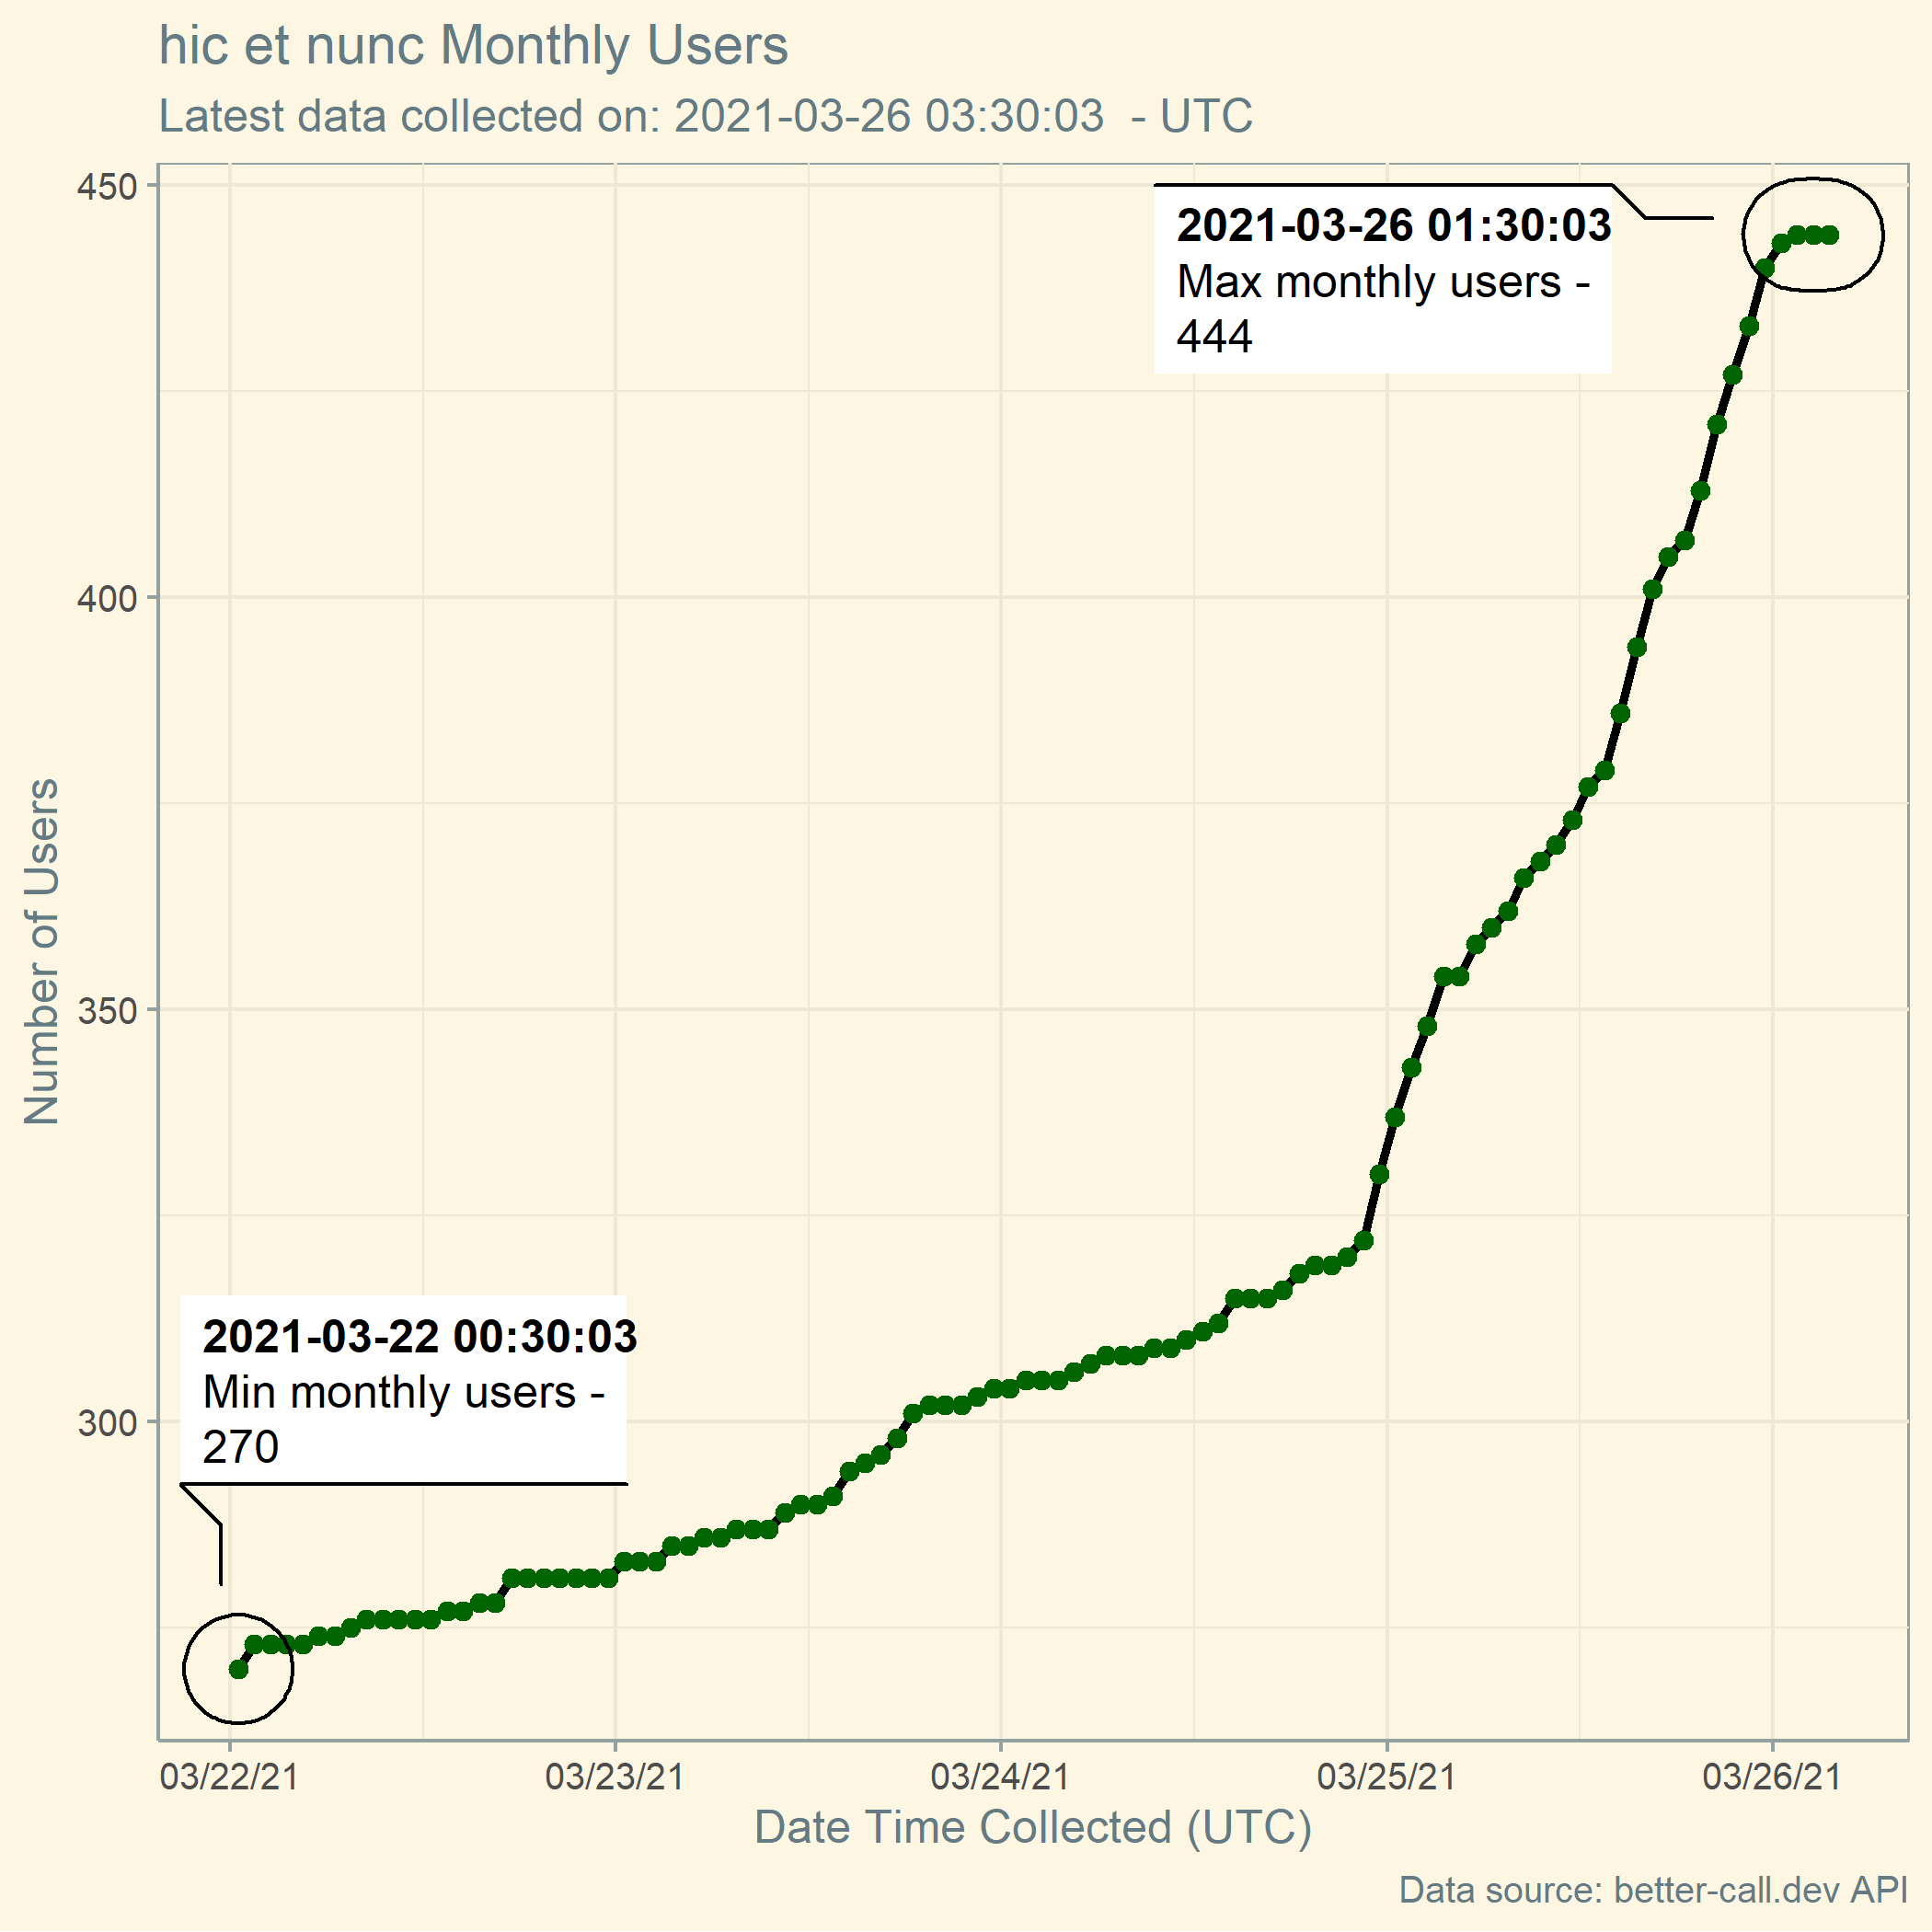 hic et nunc Monthly Users
Latest data collected on: 2021-03-26 03:30:03  - UTC
450
2021-03-26 01:30:03
Max monthly users -
444
400
Number of Users
350
2021-03-22 00:30:03
Min monthly users -
270
300
03/22/21
03/23/21
03/24/21
03/25/21
03/26/21
Date Time Collected (UTC)
Data source: better-call.dev API